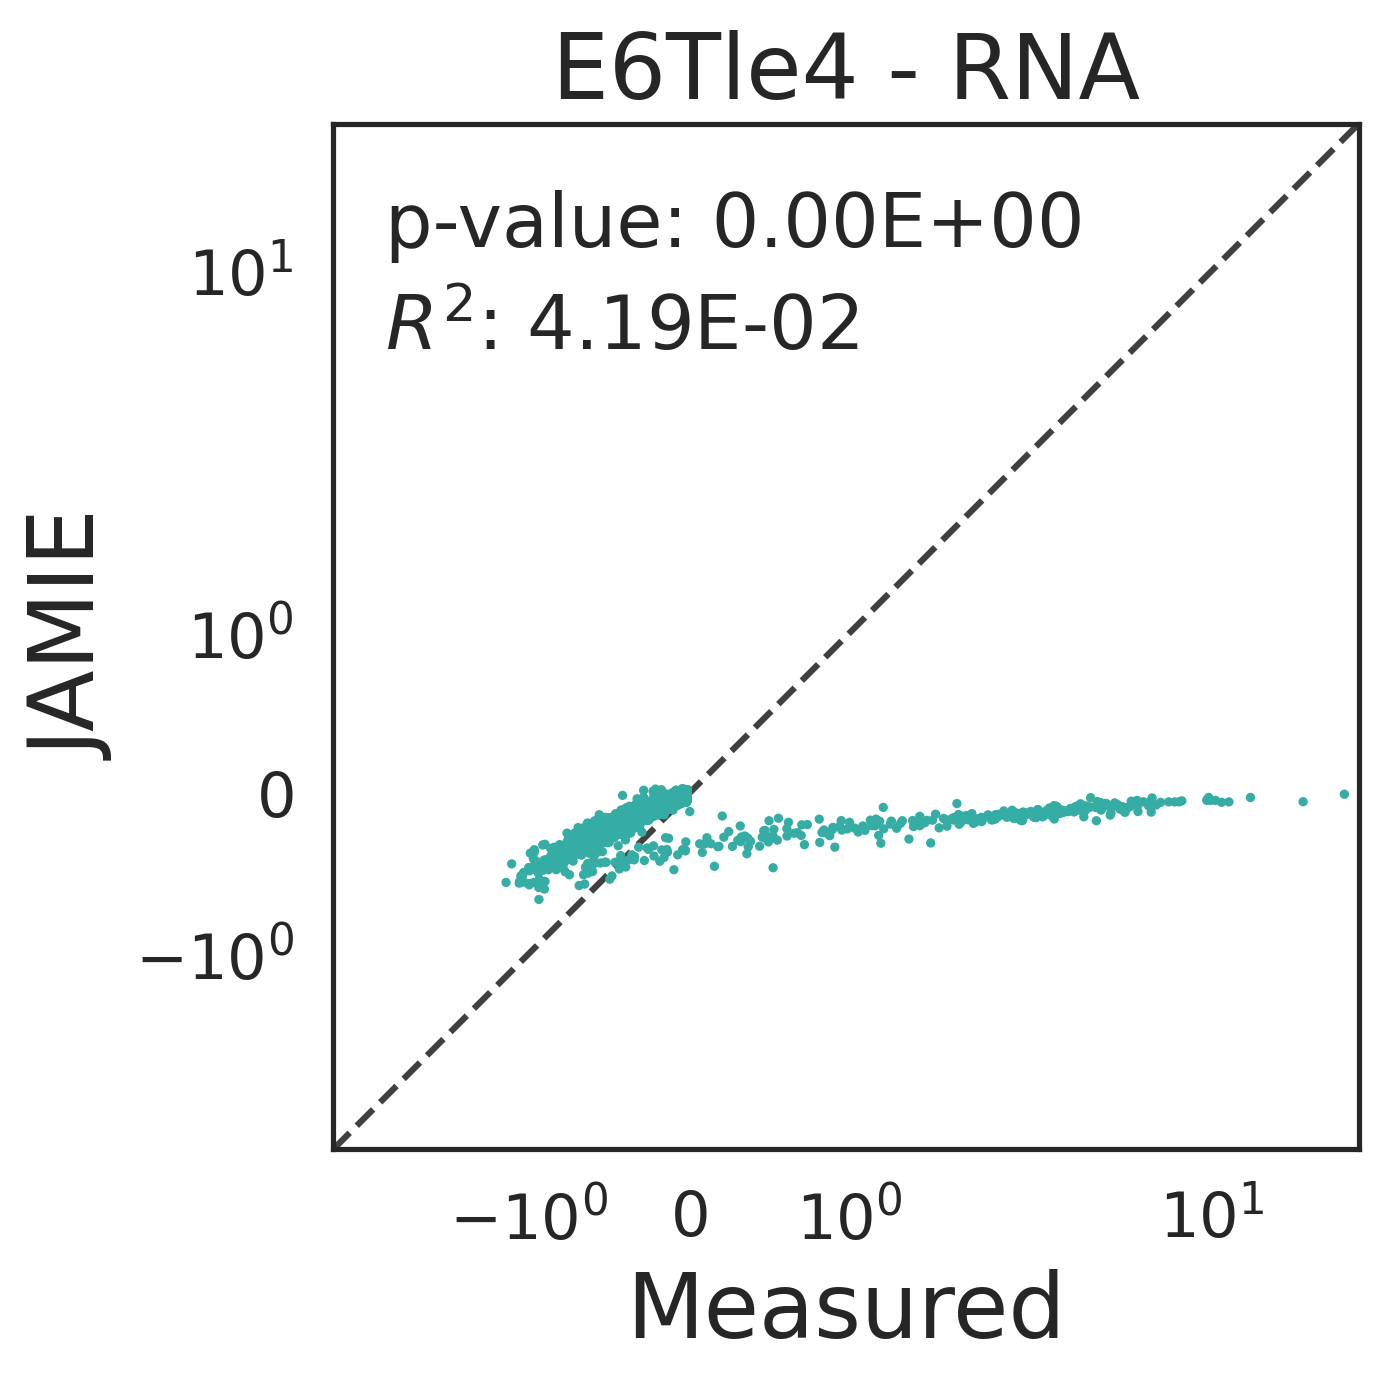 E6Tle4 - RNA
p-value: 0.00E+00
R²: 4.19E-02
10¹
10⁰
0
−10⁰
JAMIE
−10⁰ 0 10⁰ 10¹
Measured